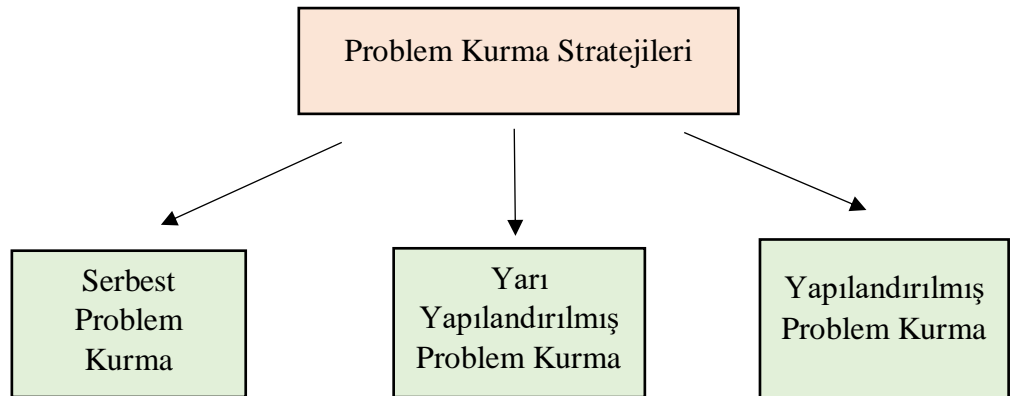 Problem Kurma Stratejileri
Serbest
Problem
Kurma
Yarı
Yapılandırılmış
Problem Kurma
Yapılandırılmış
Problem Kurma